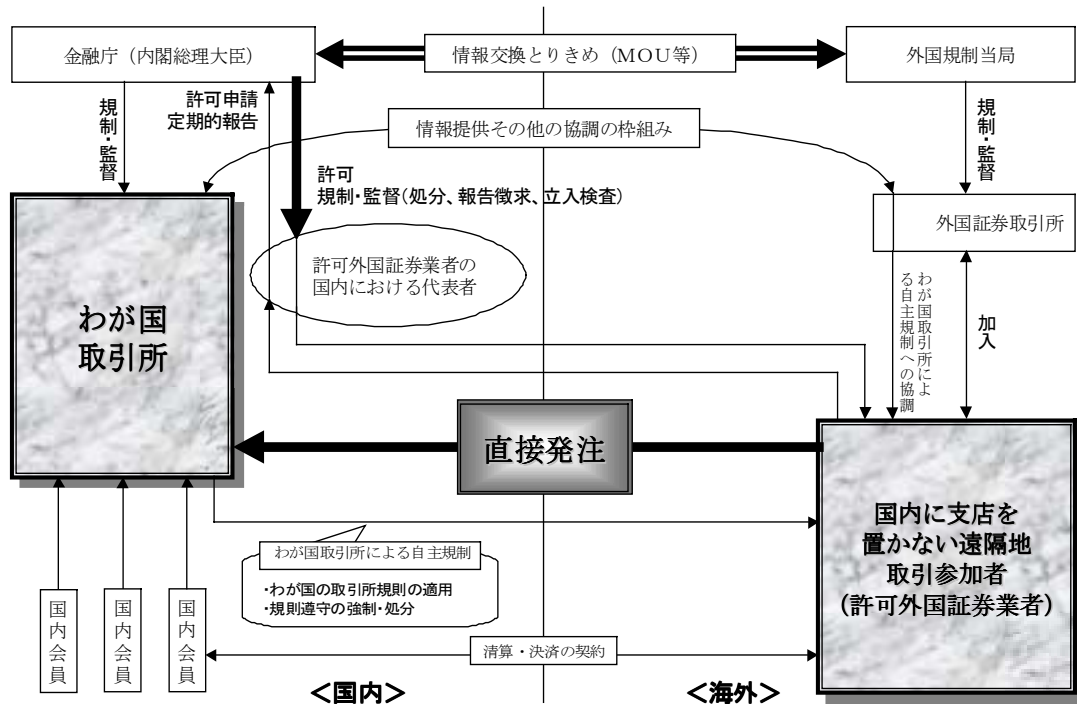 金融庁（内閣総理大臣）
情報交換とりきめ（MOU等）
外国規制当局
規制・監督
許可申請
定期的報告
情報提供その他の協調の枠組み
規制・監督
許可
規制・監督(処分、報告徴求、立入検査)
外国証券取引所
許可外国証券業者の
国内における代表者
わが国
取引所
わが国取引所によ
る自主規制への協調
加入
直接発注
国内に支店を
置かない遠隔地
取引参加者
(許可外国証券業者)
わが国取引所による自主規制
・わが国の取引所規則の適用
・規則遵守の強制・処分
国内会員
国内会員
国内会員
清算・決済の契約
＜国内＞
＜海外＞